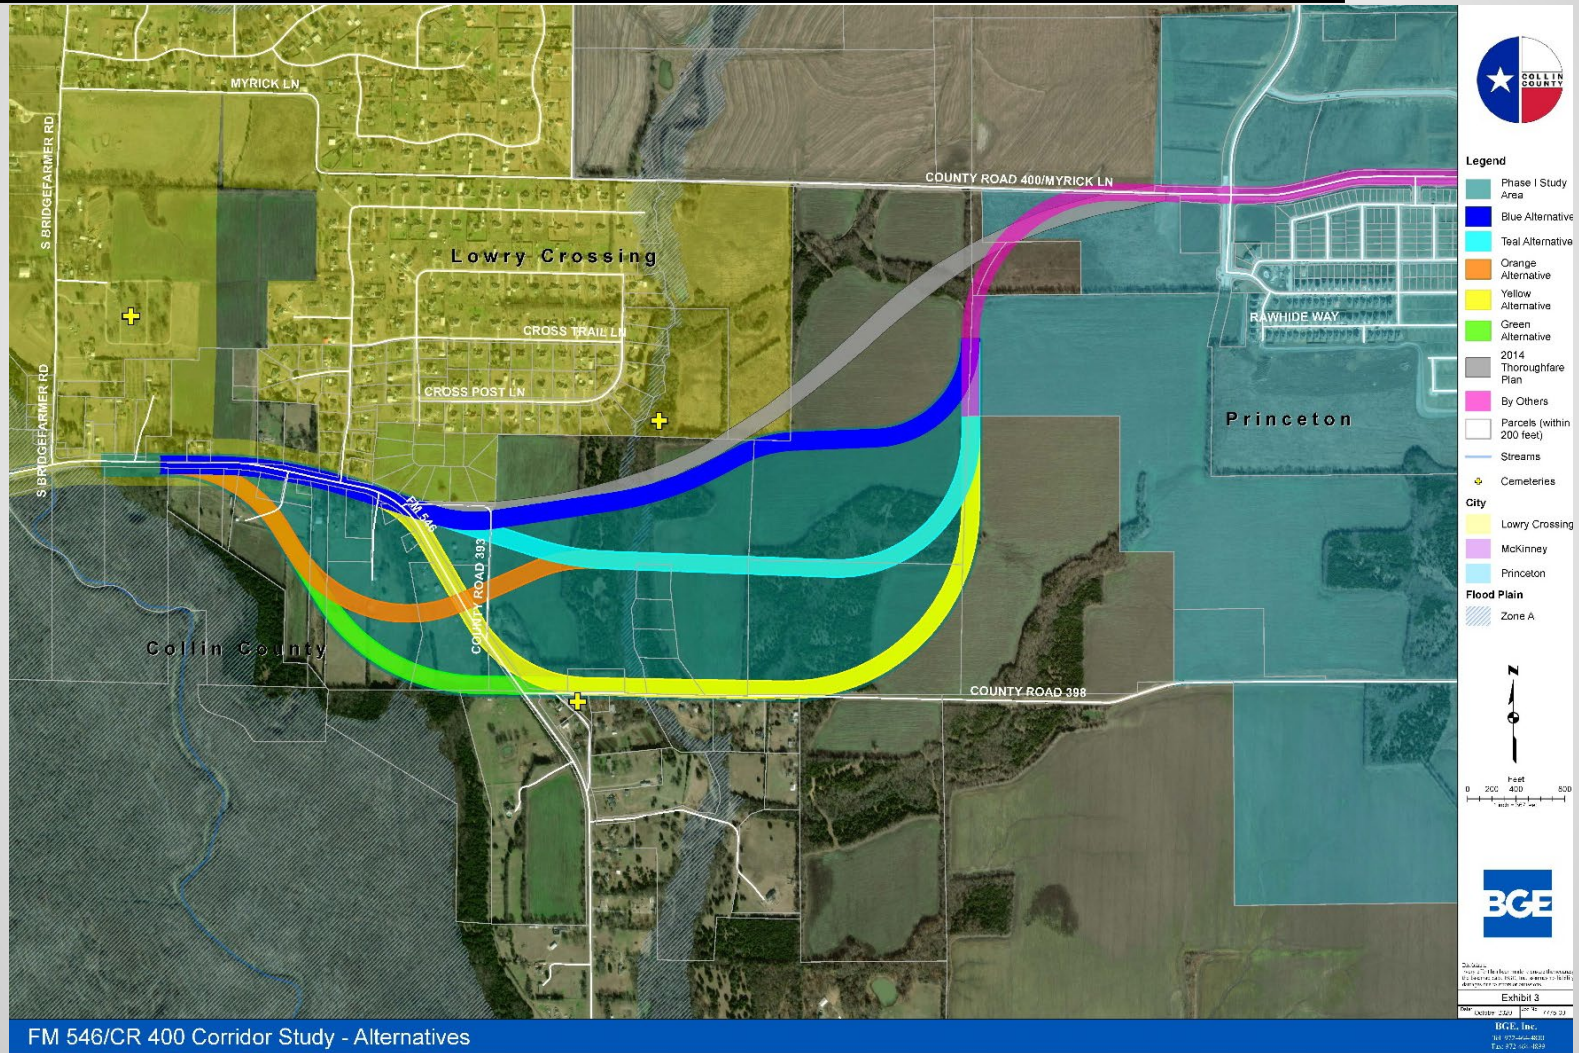 MYRICK LN
S BRIDGEFARMER RD
COUNTY ROAD 400/MYRICK LN
Lowry Crossing
CROSS TRAIL LN
CROSS POST LN
RAWHIDE WAY
Princeton
S BRIDGEFARMER RD
FM 546
COUNTY ROAD 393
Collin County
COUNTY ROAD 398
COLLIN
COUNTY
Legend
Phase I Study
Area
Blue Alternative
Teal Alternative
Orange
Alternative
Yellow
Alternative
Green
Alternative
2014
Thoroughfare
Plan
By Others
Parcels (within
200 feet)
Streams
Cemeteries
City
Lowry Crossing
McKinney
Princeton
Flood Plain
Zone A
N
Feet
0 200 400 800
BGE
Exhibit 3
October 2020
BGE, Inc.
FM 546/CR 400 Corridor Study - Alternatives